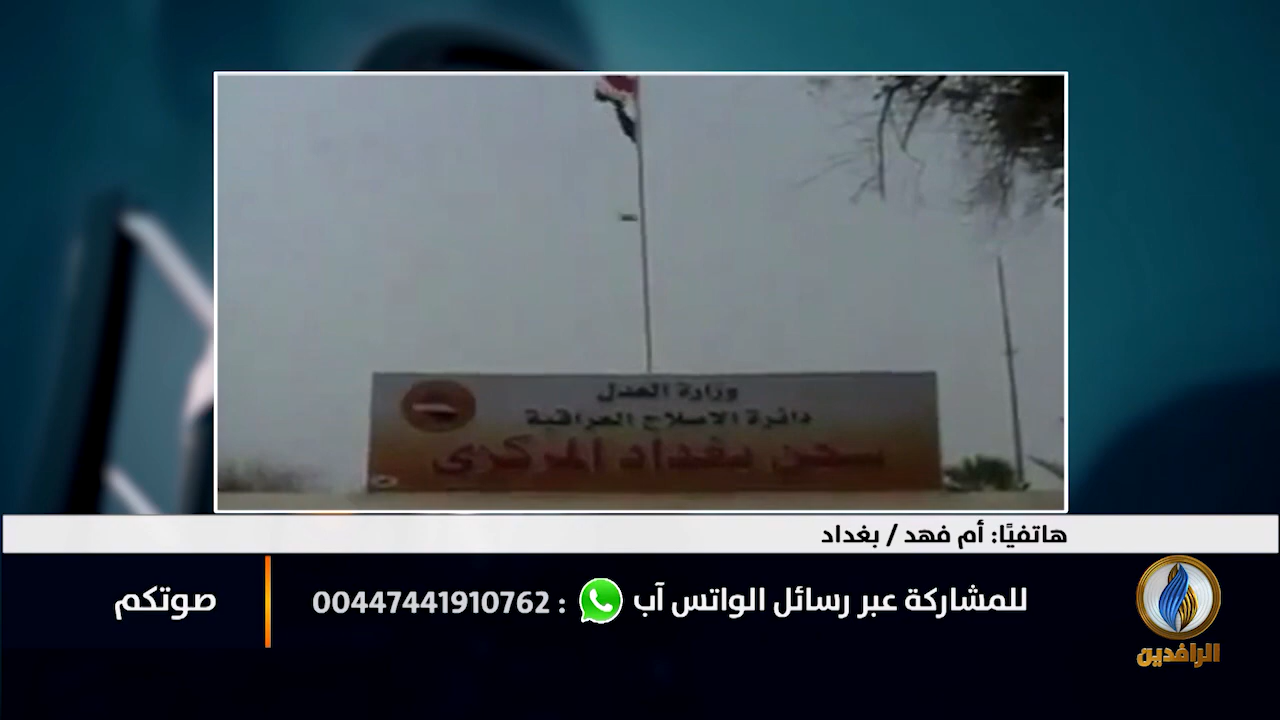 وزارة العدل
دائرة الاصلاح العراقية
سجن بغداد المركزي
هاتفيًا: أم فهد / بغداد
للمشاركة عبر رسائل الواتس آب : 00447441910762
صوتكم
الرافدين